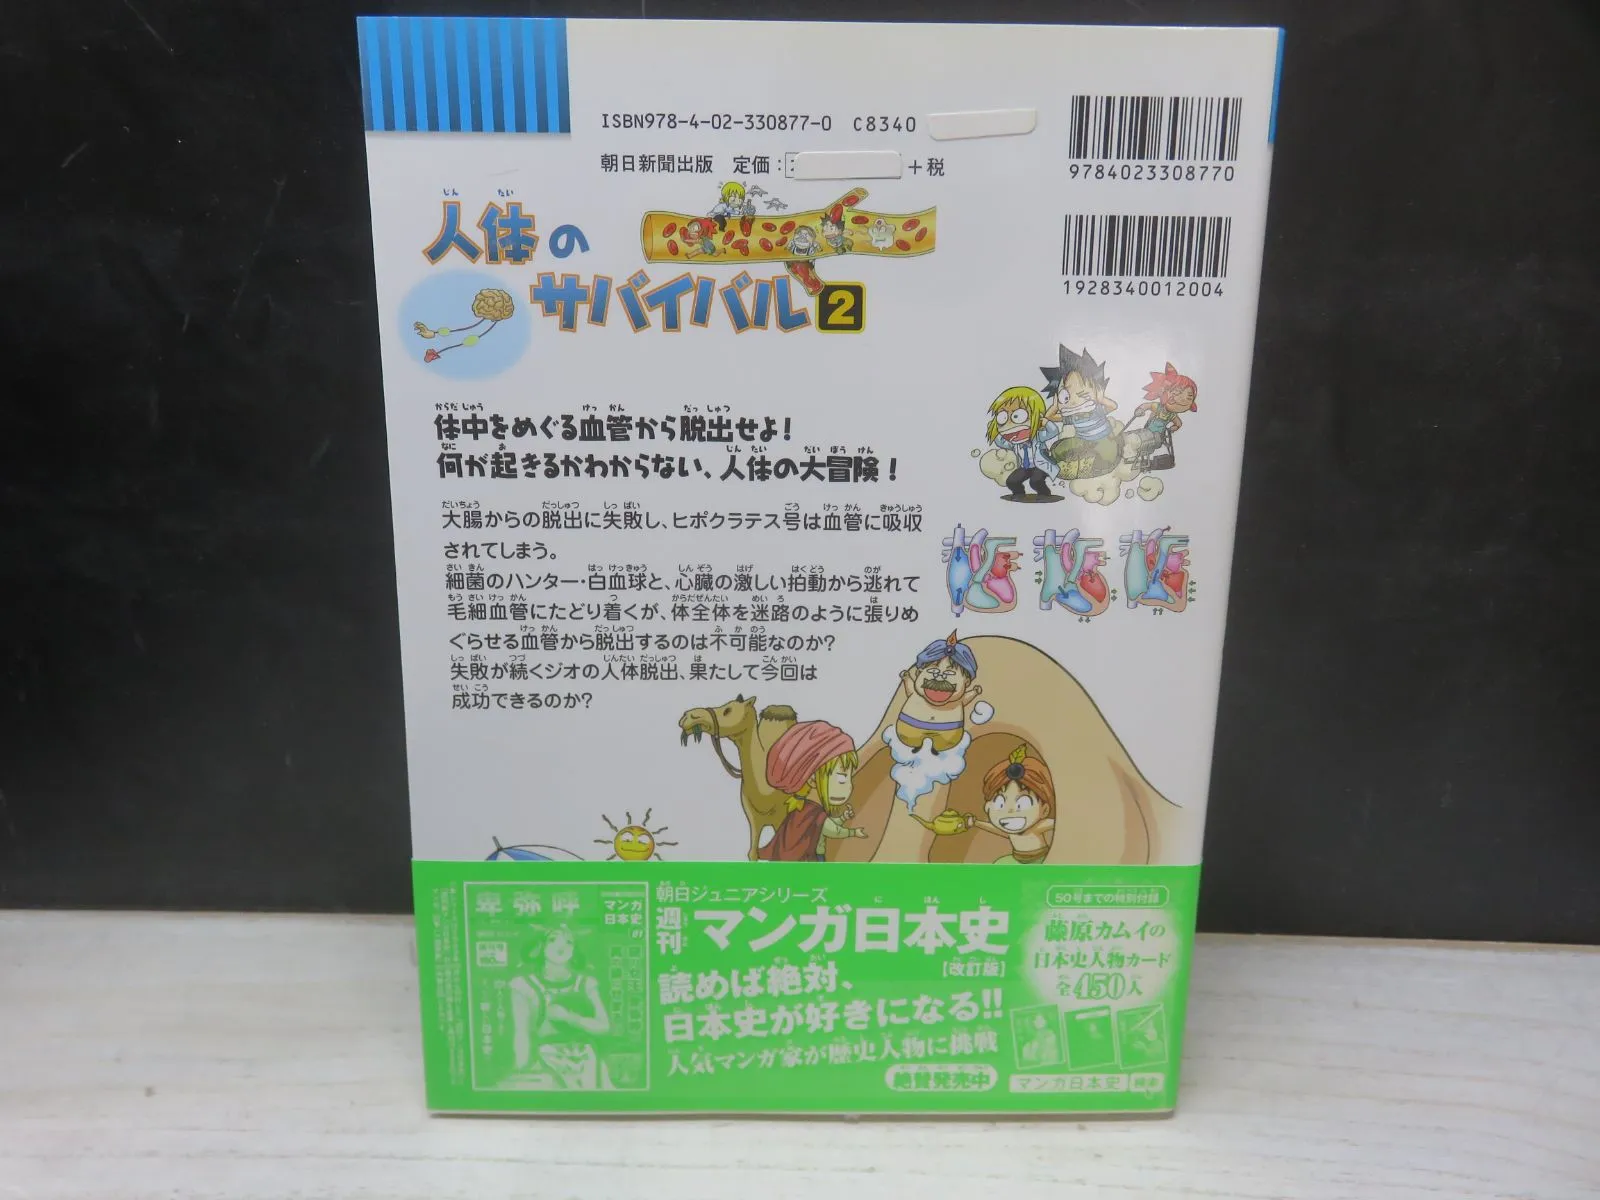 ISBN978-4-02-330877-0 C8340
朝日新聞出版 定価: +税
9784023308770
1928340012004
人体の
サバイバル2
体中をめぐる血管から脱出せよ!
何が起きるかわからない、人体の大冒険!
大腸からの脱出に失敗し、ヒポクラテス号は血管に吸収
されてしまう。
細菌のハンター・白血球と、心臓の激しい拍動から逃れて
毛細血管にたどり着くが、体全体を迷路のように張りめ
ぐらせる血管から脱出するのは不可能なのか?
失敗が続くジオの人体脱出、果たして今回は
成功できるのか?
卑弥呼
マンガ
日本史
01
朝日ジュニアシリーズ
週刊 マンガ日本史
[改訂版]
読めば絶対、
日本史が好きになる!!
人気マンガ家が歴史人物に挑戦
絶賛発売中
50号までの特別付録
藤原カムイの
日本史人物カード
全450人
マンガ日本史 検索